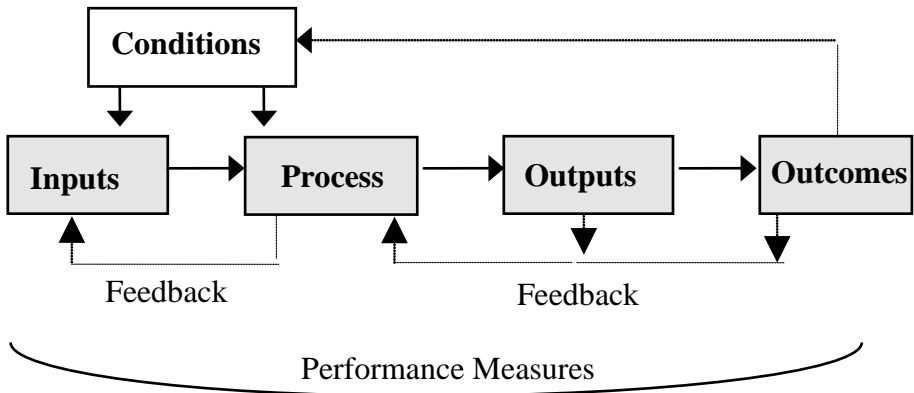 Conditions
Inputs
Process
Outputs
Outcomes
Feedback
Feedback
Performance Measures